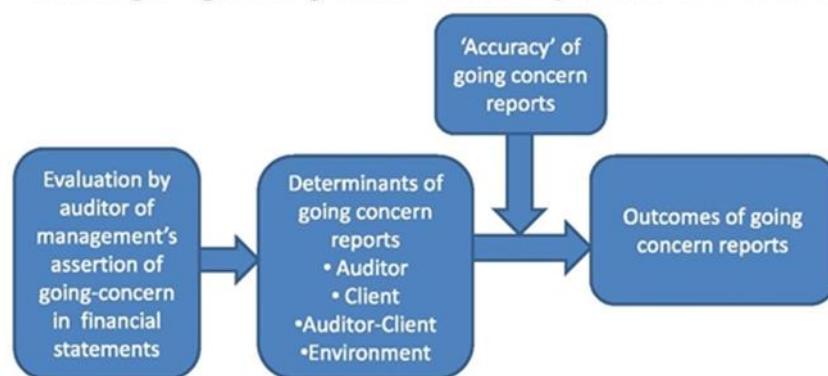 'Accuracy' of
going concern
reports
Evaluation by
auditor of
management's
assertion of
going-concern
in financial
statements
Determinants of
going concern
reports
• Auditor
• Client
•Auditor-Client
•Environment
Outcomes of going
concern reports